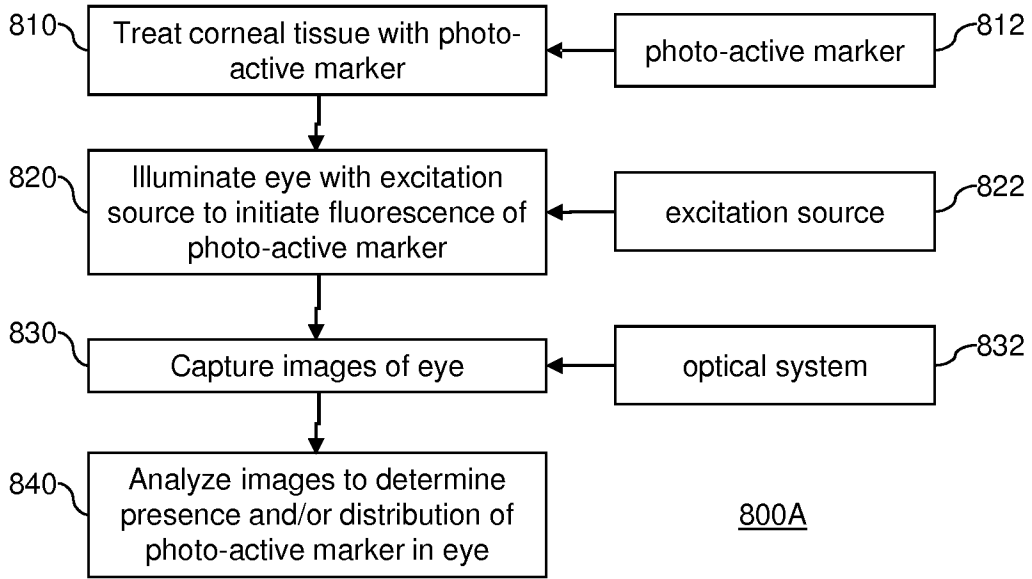 810
Treat corneal tissue with photo-
active marker
photo-active marker
812
820
Illuminate eye with excitation
source to initiate fluorescence of
photo-active marker
excitation source
822
830
Capture images of eye
optical system
832
840
Analyze images to determine
presence and/or distribution of
photo-active marker in eye
800A